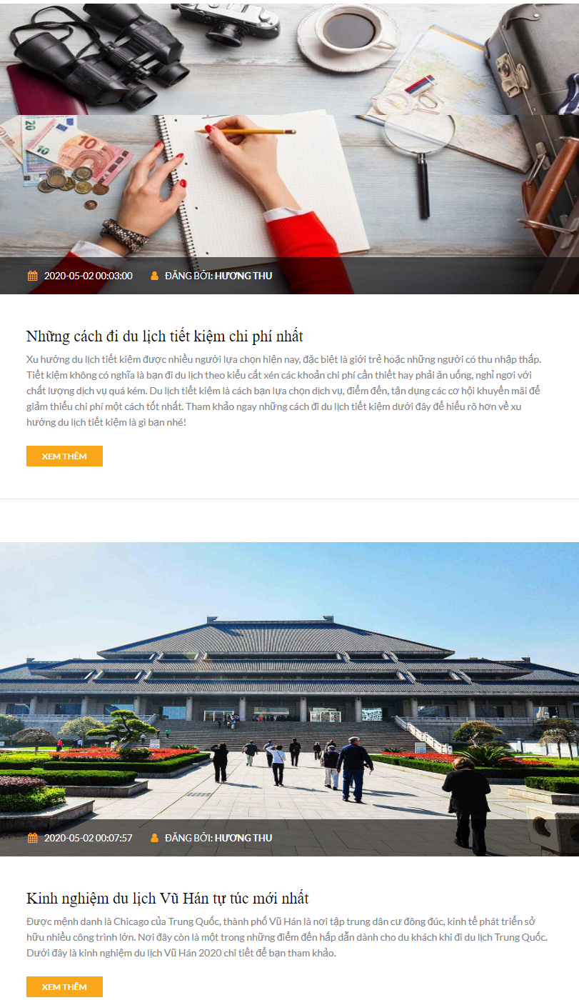 20
10
2020-05-02 00:03:00 ĐĂNG BỞI: HƯƠNG THU
Những cách đi du lịch tiết kiệm chi phí nhất
Xu hướng du lịch tiết kiệm được nhiều người lựa chọn hiện nay, đặc biệt là giới trẻ hoặc những người có thu nhập thấp.
Tiết kiệm không có nghĩa là bạn đi du lịch theo kiểu cắt xén các khoản chi phí cần thiết hay phải ăn uống, nghỉ ngơi với
chất lượng dịch vụ quá kém. Du lịch tiết kiệm là cách bạn lựa chọn dịch vụ, điểm đến, tận dụng các cơ hội khuyến mãi để
giảm thiểu chi phí một cách tốt nhất. Tham khảo ngay những cách đi du lịch tiết kiệm dưới đây để hiểu rõ hơn về xu
hướng du lịch tiết kiệm là gì bạn nhé!
XEM THÊM
2020-05-02 00:07:57 ĐĂNG BỞI: HƯƠNG THU
Kinh nghiệm du lịch Vũ Hán tự túc mới nhất
Được mệnh danh là Chicago của Trung Quốc, thành phố Vũ Hán là nơi tập trung dân cư đông đúc, kinh tế phát triển sở
hữu nhiều công trình lớn. Nơi đây còn là một trong những điểm đến hấp dẫn dành cho du khách khi đi du lịch Trung Quốc.
Dưới đây là kinh nghiệm du lịch Vũ Hán 2020 chi tiết để bạn tham khảo.
XEM THÊM